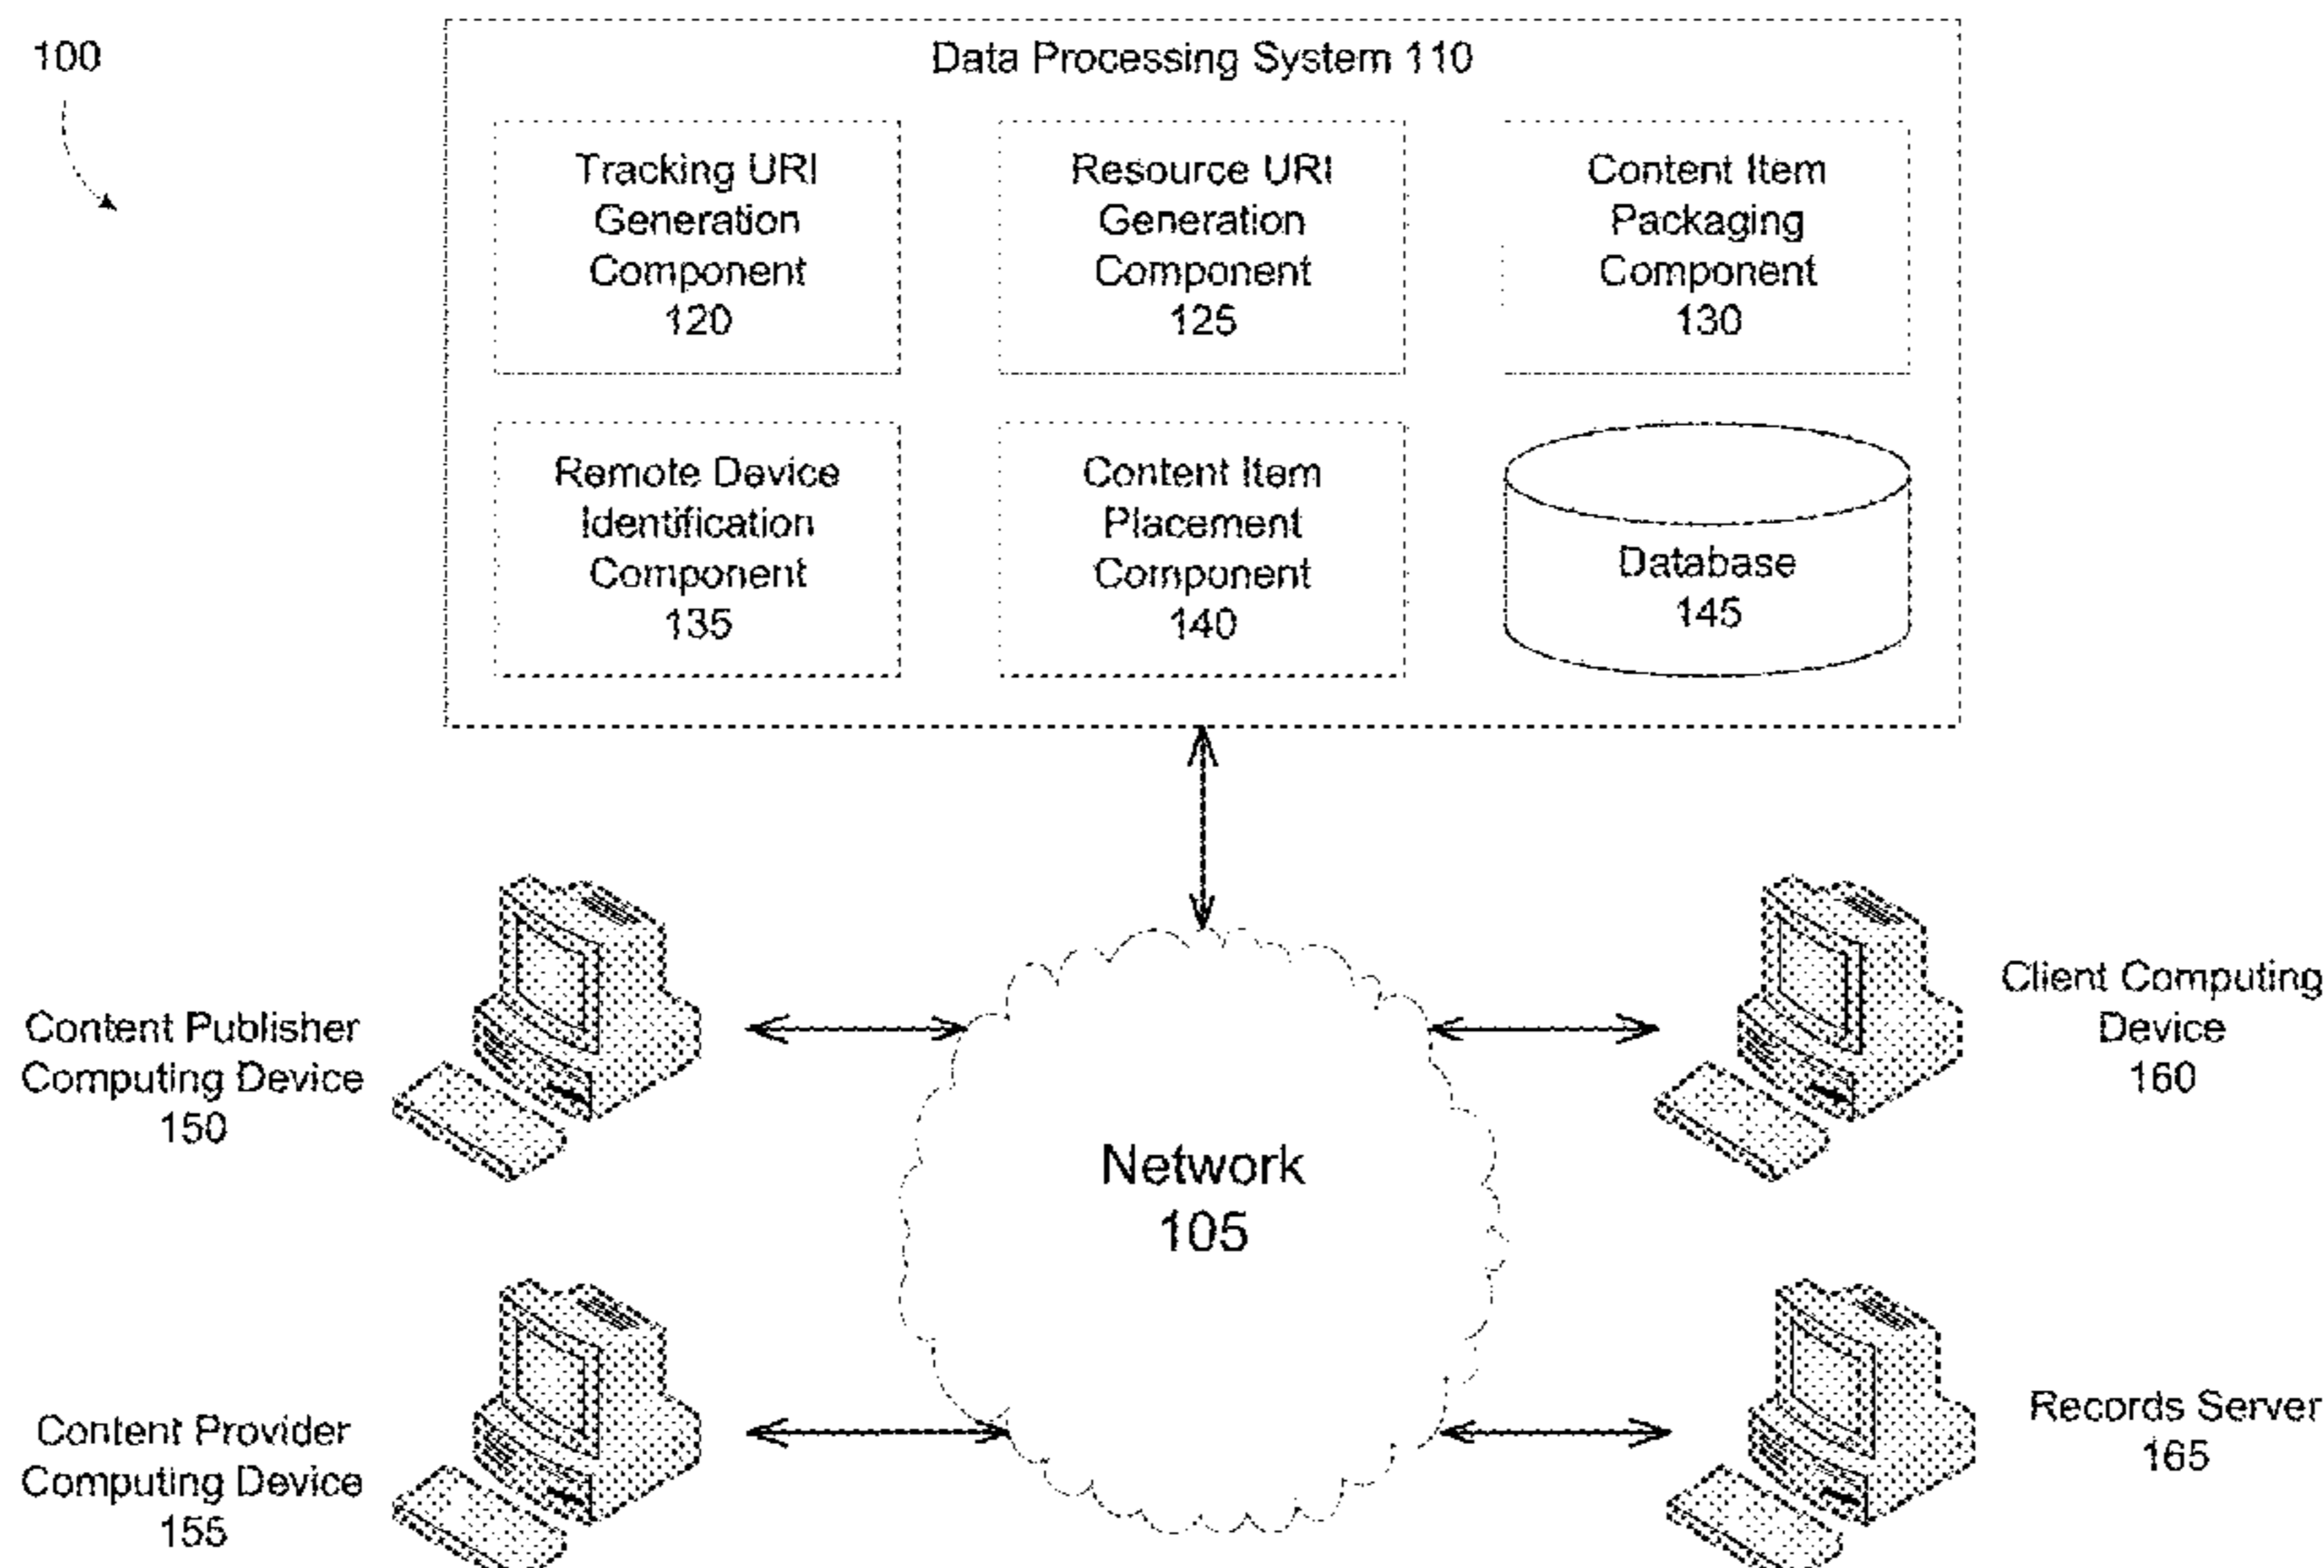 100
Data Processing System 110
Tracking URI
Generation
Component
120
Resource URI
Generation
Component
125
Content Item
Packaging
Component
130
Remote Device
Identification
Component
135
Content Item
Placement
Component
140
Database
145
Content Publisher
Computing Device
150
Client Computing
Device
160
Network
105
Content Provider
Computing Device
155
Records Server
165